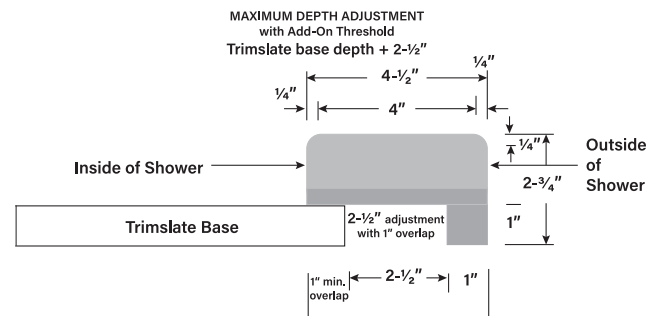 MAXIMUM DEPTH ADJUSTMENT
with Add-On Threshold
Trimslate base depth + 2-½"
4-½"
¼"
¼"
4"
¼"
Inside of Shower
Outside
of
Shower
2-¾"
Trimslate Base
2-½" adjustment
with 1" overlap
1"
1" min.
overlap
2-½"
1"